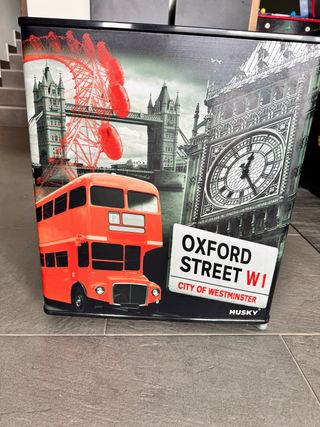 OXFORD
STREET W1
CITY OF WESTMINSTER
HUSKY